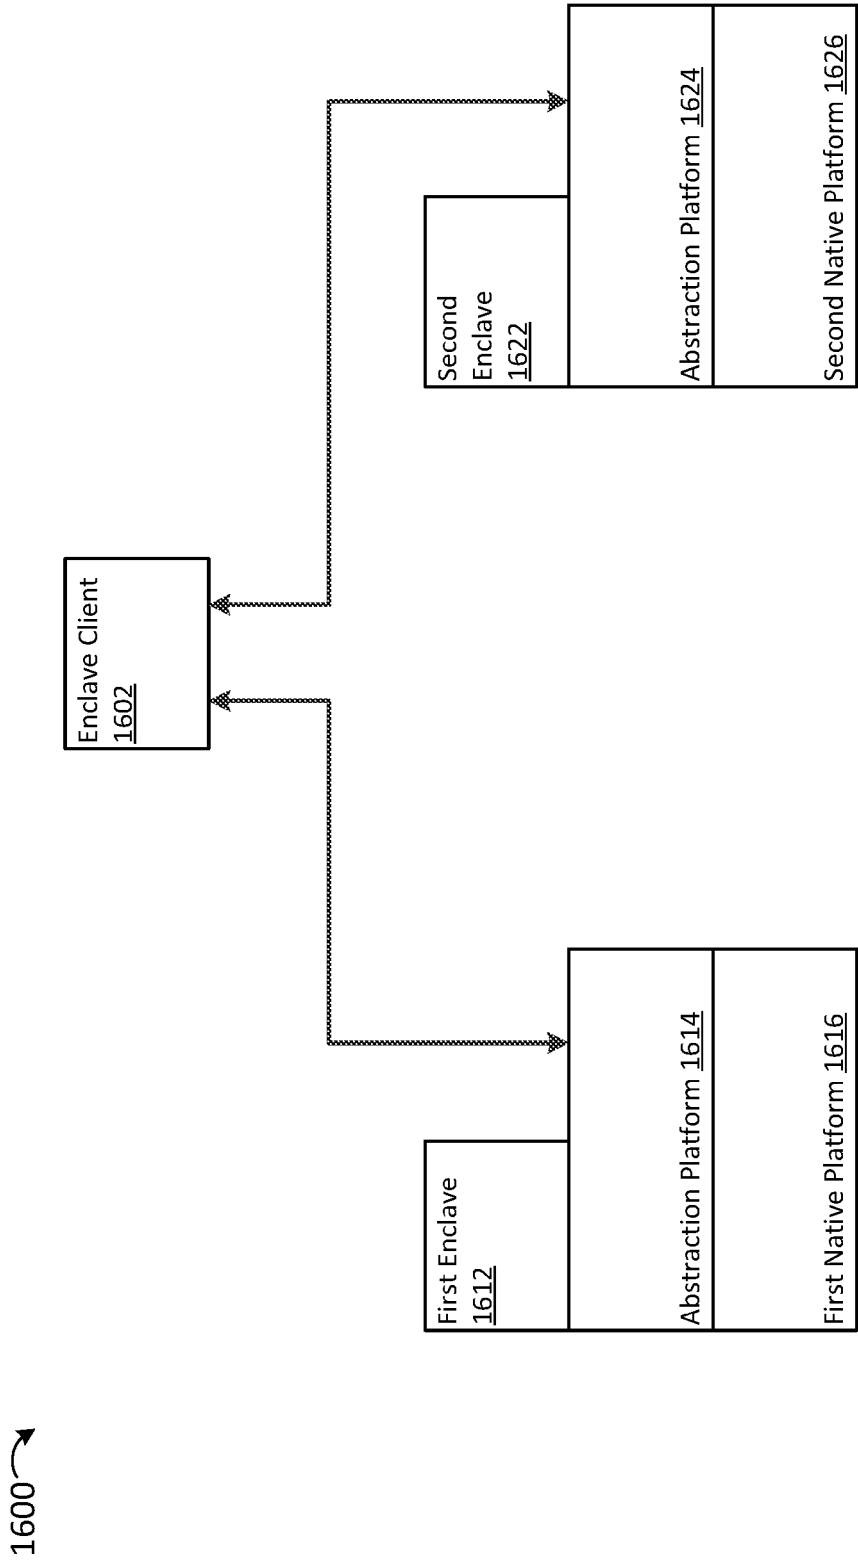 1600
Enclave Client
1602
First Enclave
1612
Abstraction Platform 1614
First Native Platform 1616
Second
Enclave
1622
Abstraction Platform 1624
Second Native Platform 1626